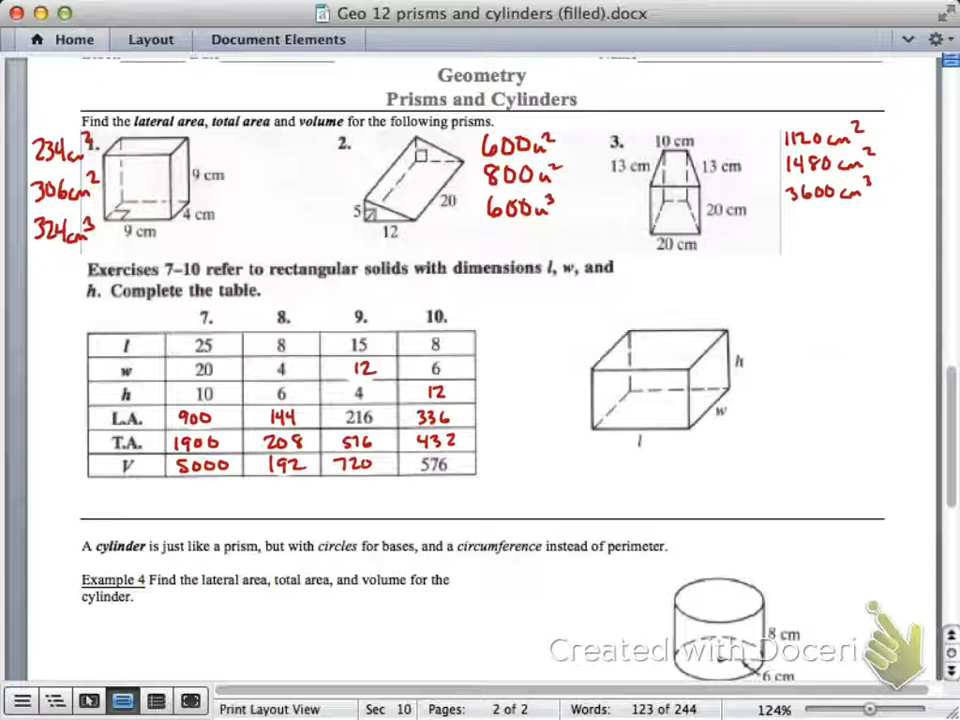 Geo 12 prisms and cylinders (filled).docx
Home Layout Document Elements
Geometry
Prisms and Cylinders
Find the lateral area, total area and volume for the following prisms.
234cm² 1. 9 cm 4 cm 9 cm
306cm²
324cm³
2. 5 12 20
600u²
800u²
600u³
3. 10 cm
13 cm 13 cm
20 cm
20 cm
1120cm²
1480cm²
3600cm³
Exercises 7–10 refer to rectangular solids with dimensions l, w, and
h. Complete the table.
7. 8. 9. 10.
l 25 8 15 8
w 20 4 12 6
h 10 6 4 12
L.A. 900 144 216 336
T.A. 1900 208 576 432
V 5000 192 720 576
h
w
l
A cylinder is just like a prism, but with circles for bases, and a circumference instead of perimeter.
Example 4 Find the lateral area, total area, and volume for the
cylinder.
8 cm
6 cm
Created with Doceri
Print Layout View Sec 10 Pages: 2 of 2 Words: 123 of 244 124%